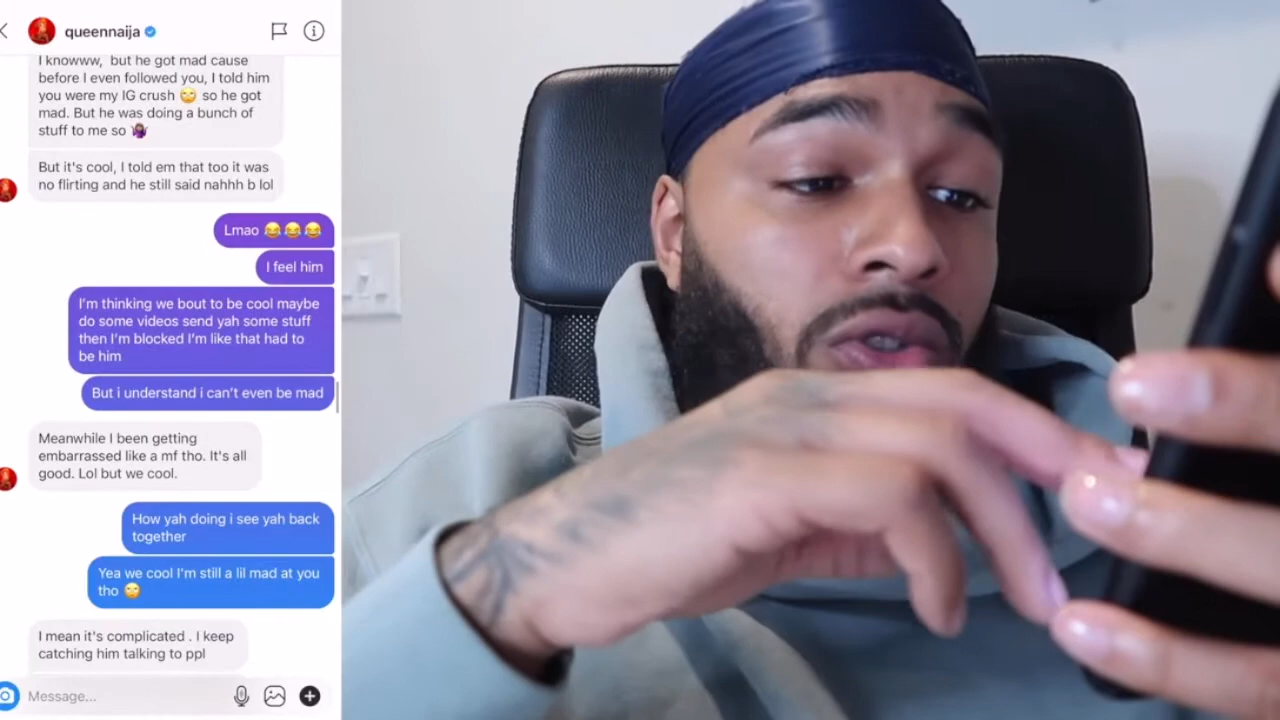 queennaija
I knowww, but he got mad cause
before I even followed you, I told him
you were my IG crush 🙄 so he got
mad. But he was doing a bunch of
stuff to me so 🤷🏾‍♀️
But it's cool, I told em that too it was
no flirting and he still said nahhh b lol
Lmao 😂😂😂
I feel him
I'm thinking we bout to be cool maybe
do some videos send yah some stuff
then I'm blocked I'm like that had to
be him
But i understand i can't even be mad
Meanwhile I been getting
embarrassed like a mf tho. It's all
good. Lol but we cool.
How yah doing i see yah back
together
Yea we cool I'm still a lil mad at you
tho 🙄
I mean it's complicated . I keep
catching him talking to ppl
Message...